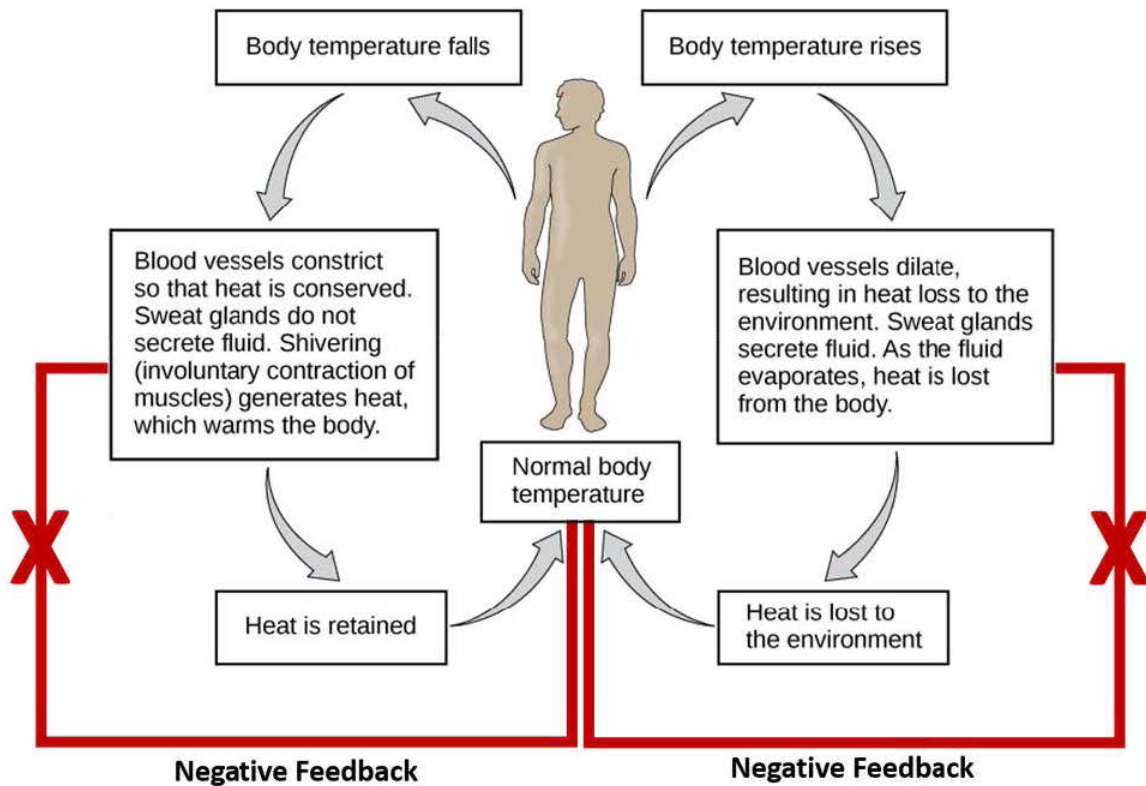 Body temperature falls
Body temperature rises
Blood vessels constrict
so that heat is conserved.
Sweat glands do not
secrete fluid. Shivering
(involuntary contraction of
muscles) generates heat,
which warms the body.
Blood vessels dilate,
resulting in heat loss to the
environment. Sweat glands
secrete fluid. As the fluid
evaporates, heat is lost
from the body.
Normal body
temperature
X
X
Heat is retained
Heat is lost to
the environment
Negative Feedback
Negative Feedback